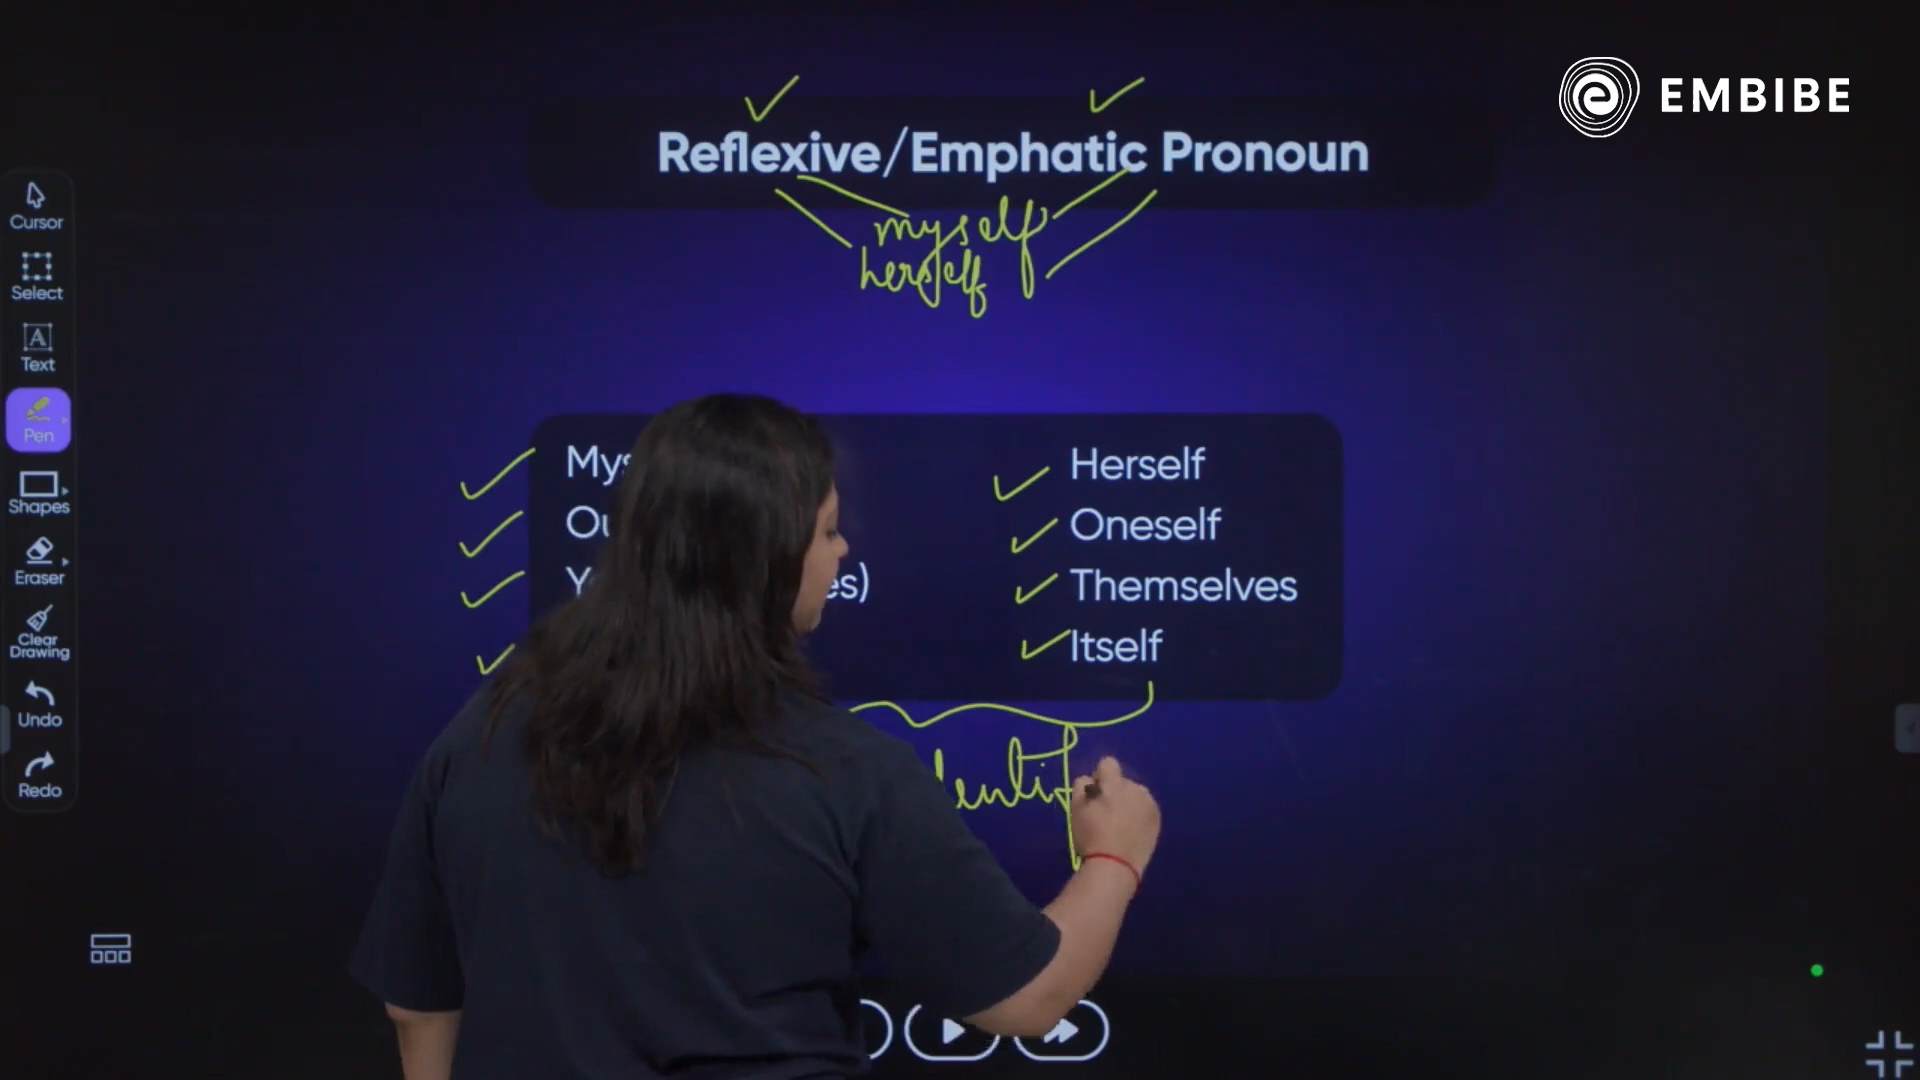 EMBIBE
Reflexive/Emphatic Pronoun
myself
herself
Cursor
Select
Text
Pen
Shapes
Eraser
Clear
Drawing
Undo
Redo
Herself
Oneself
Themselves
Itself